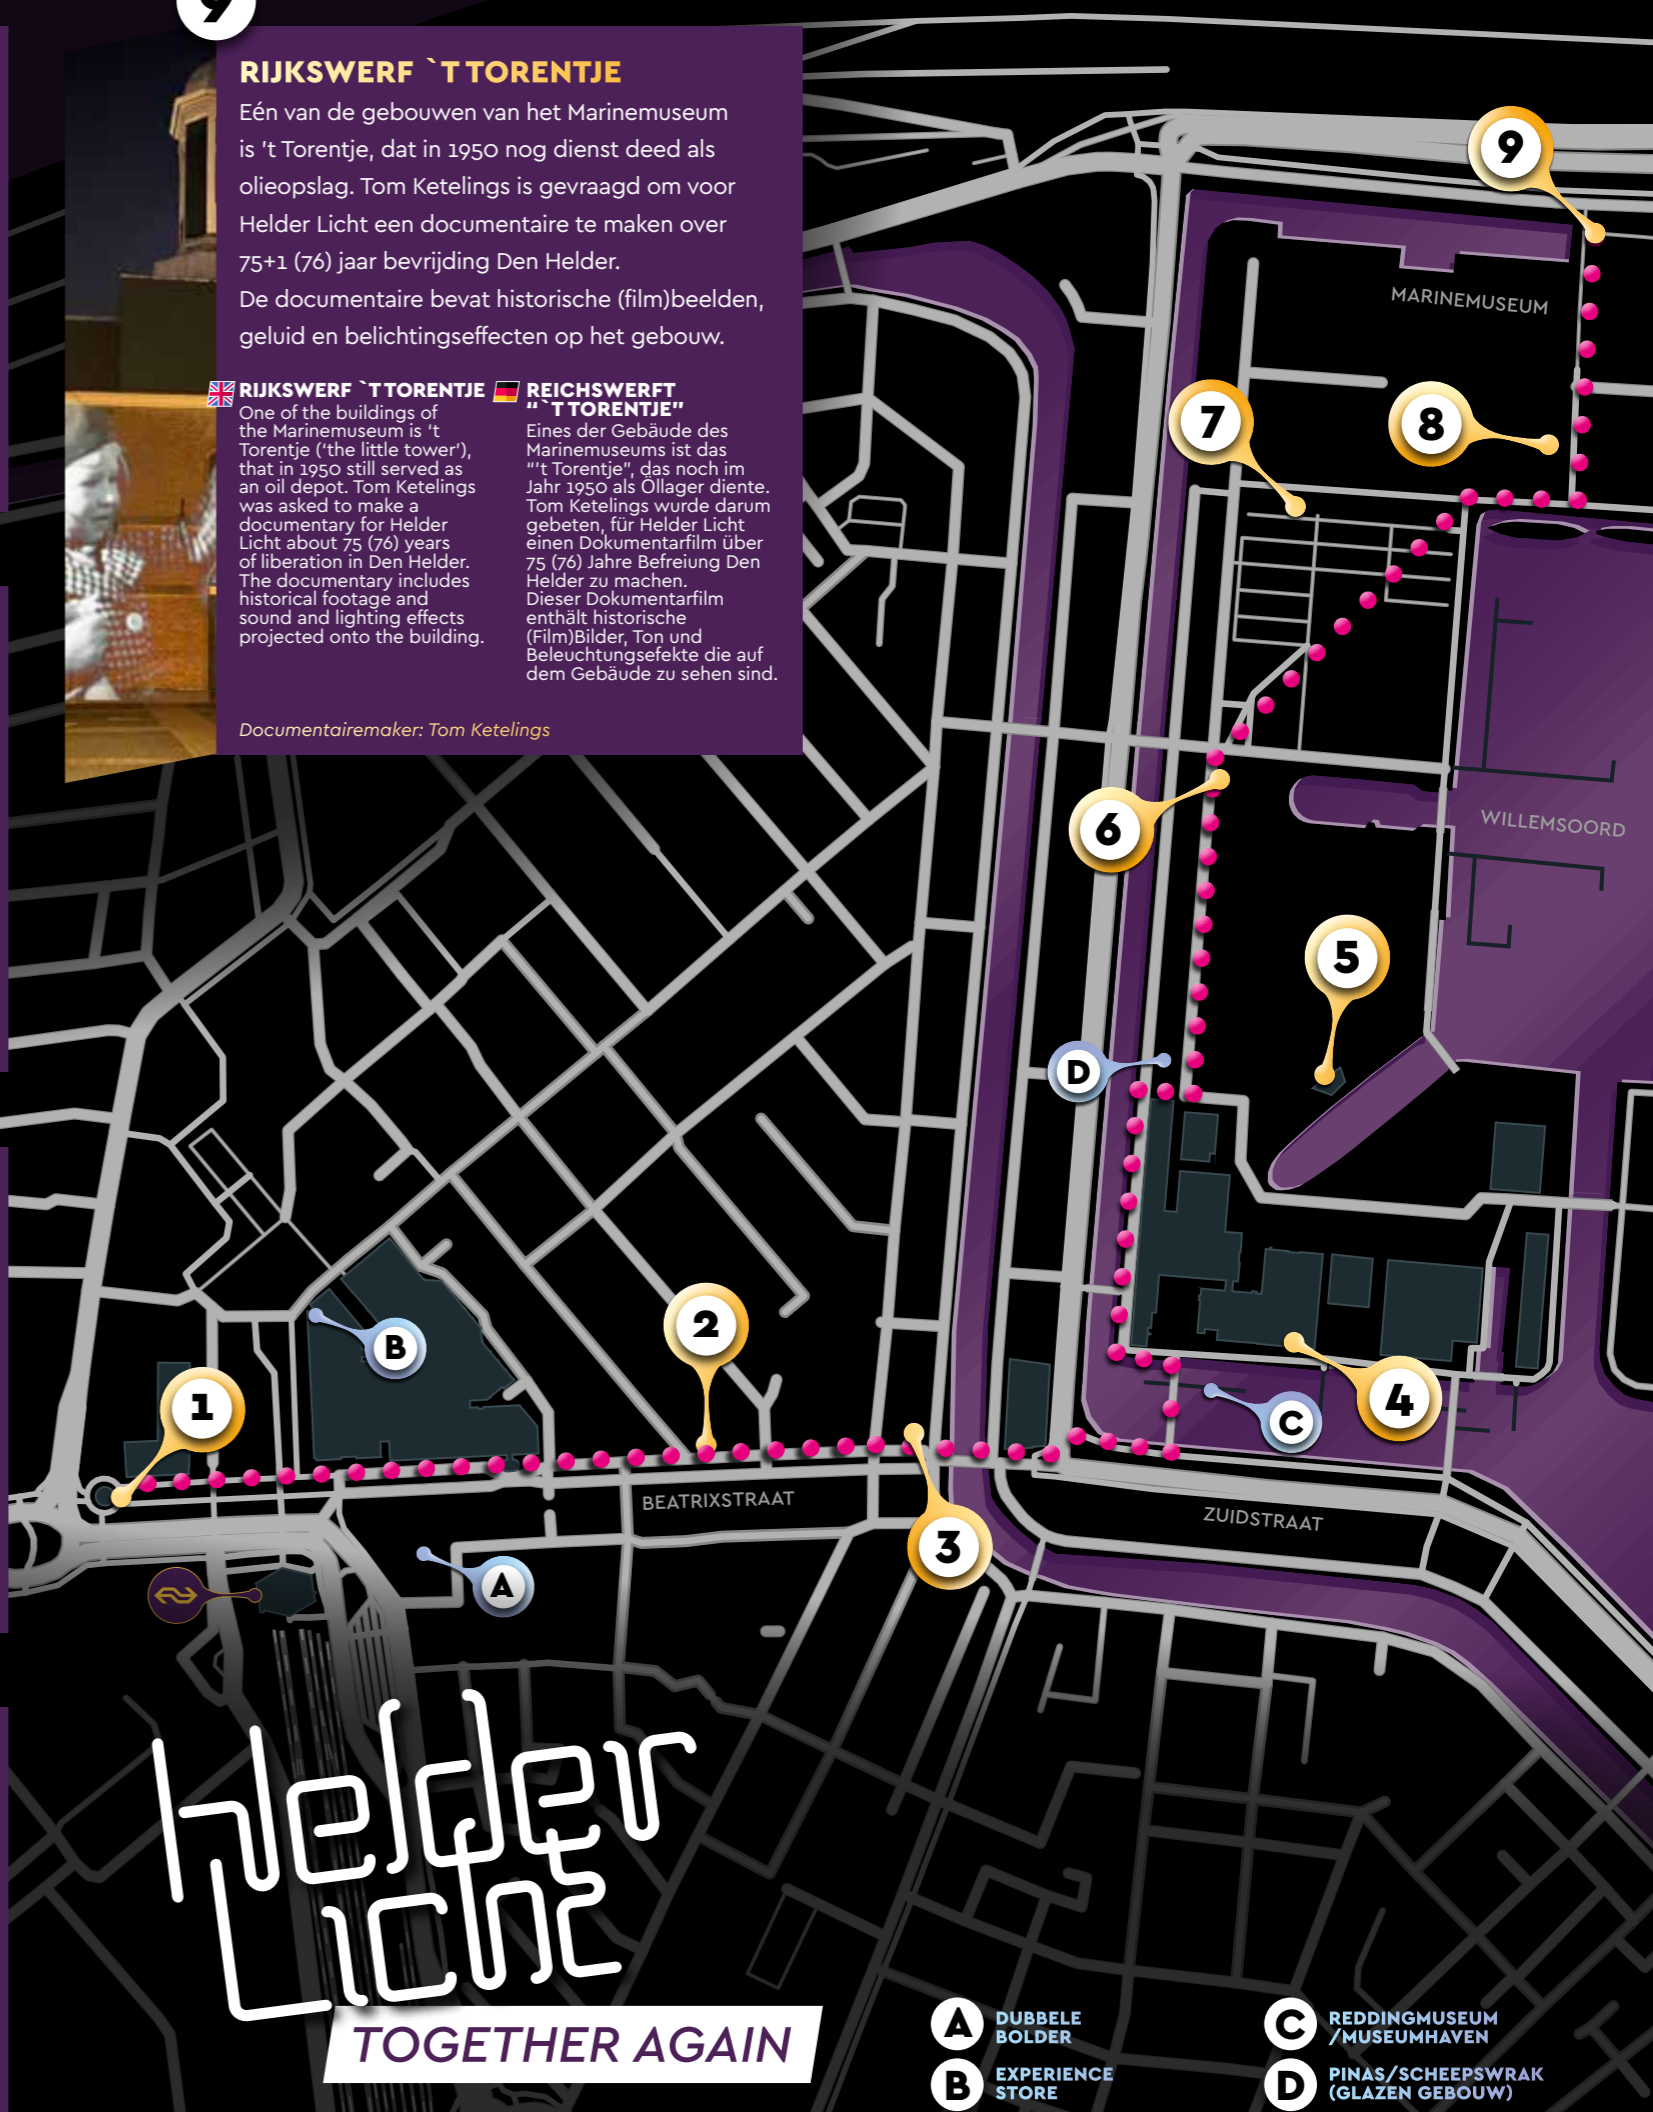 9
RIJKSWERF `T TORENTJE
Eén van de gebouwen van het Marinemuseum
is 't Torentje, dat in 1950 nog dienst deed als
olieopslag. Tom Ketelings is gevraagd om voor
Helder Licht een documentaire te maken over
75+1 (76) jaar bevrijding Den Helder.
De documentaire bevat historische (film)beelden,
geluid en belichtingseffecten op het gebouw.
RIJKSWERF `T TORENTJE
One of the buildings of
the Marinemuseum is ‘t
Torentje (‘the little tower’),
that in 1950 still served as
an oil depot. Tom Ketelings
was asked to make a
documentary for Helder
Licht about 75 (76) years
of liberation in Den Helder.
The documentary includes
historical footage and
sound and lighting effects
projected onto the building.
REICHSWERFT
“`T TORENTJE”
Eines der Gebäude des
Marinemuseums ist das
“'t Torentje”, das noch im
Jahr 1950 als Öllager diente.
Tom Ketelings wurde darum
gebeten, für Helder Licht
einen Dokumentarfilm über
75 (76) Jahre Befreiung Den
Helder zu machen.
Dieser Dokumentarfilm
enthält historische
(Film)Bilder, Ton und
Beleuchtungsefekte die auf
dem Gebäude zu sehen sind.
Documentairemaker: Tom Ketelings
9
MARINEMUSEUM
7
8
6
WILLEMSOORD
5
D
2
B
1
4
C
BEATRIXSTRAAT
ZUIDSTRAAT
3
A
Helder
Licht
TOGETHER AGAIN
A DUBBELE
BOLDER
B EXPERIENCE
STORE
C REDDINGMUSEUM
/MUSEUMHAVEN
D PINAS/SCHEEPSWRAK
(GLAZEN GEBOUW)